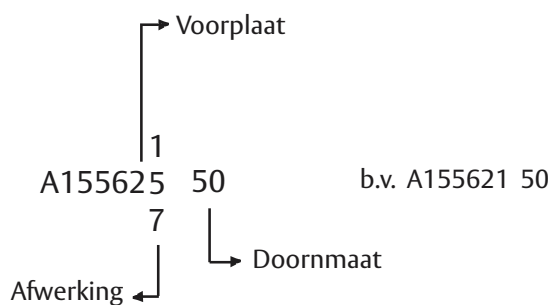 Voorplaat
1
A155625 50 b.v. A155621 50
7
Doornmaat
Afwerking